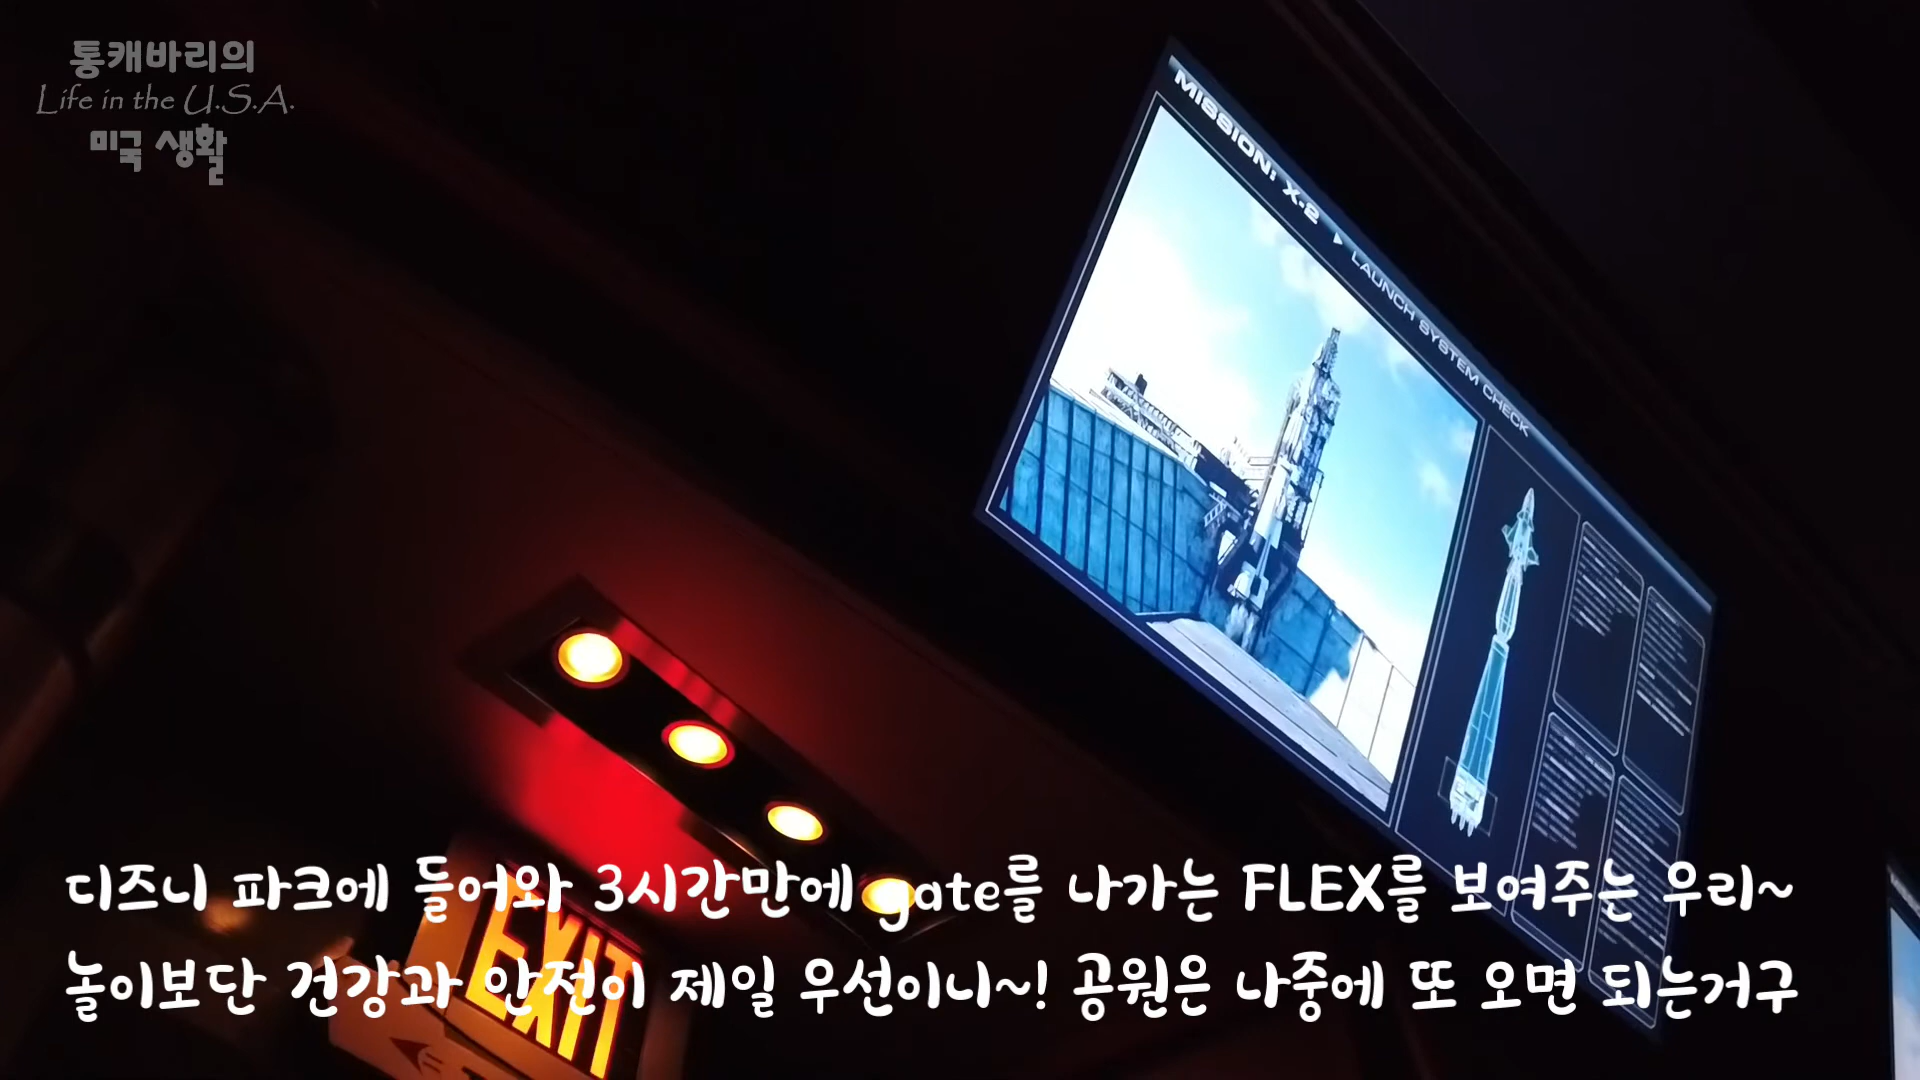 통캐바리의
Life in the U.S.A.
미국 생활
MISSION: X-2 ▶ LAUNCH SYSTEM CHECK
EXIT
디즈니 파크에 들어와 3시간만에 gate를 나가는 FLEX를 보여주는 우리~
놀이보단 건강과 안전이 제일 우선이니~! 공원은 나중에 또 오면 되는거구